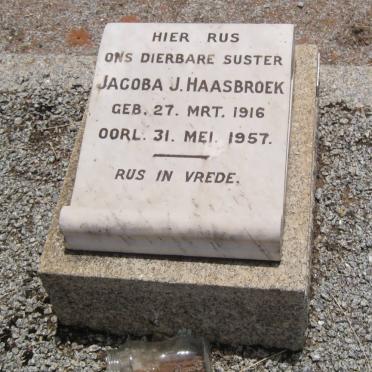 HIER RUS
ONS DIERBARE SUSTER
JACOBA J. HAASBROEK
GEB. 27. MRT. 1916
OORL. 31. MEI. 1957.
RUS IN VREDE.